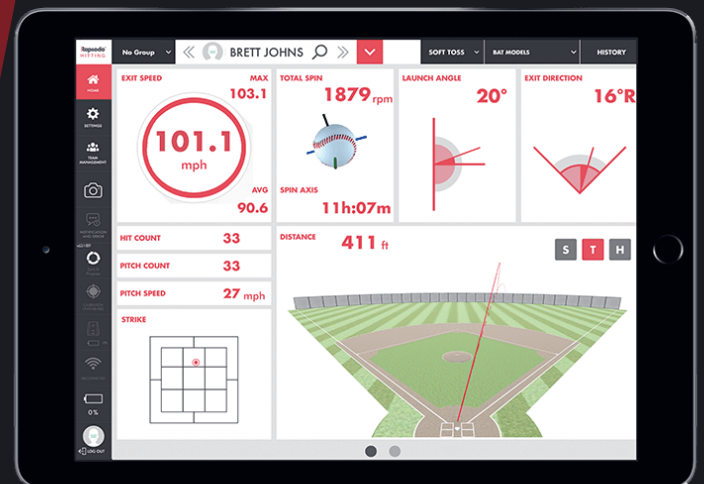 Rapsodo
HITTING
No Group
BRETT JOHNS
SOFT TOSS
BAT MODELS
HISTORY
HOME
SETTINGS
TEAM
MANAGEMENT
LOG OUT
0 %
EXIT SPEED
MAX
103.1
101.1
mph
AVG
90.6
TOTAL SPIN
1879 rpm
SPIN AXIS
11h:07m
LAUNCH ANGLE
20°
EXIT DIRECTION
16°R
HIT COUNT 33
PITCH COUNT 33
PITCH SPEED 27 mph
STRIKE
DISTANCE 411 ft
S T H